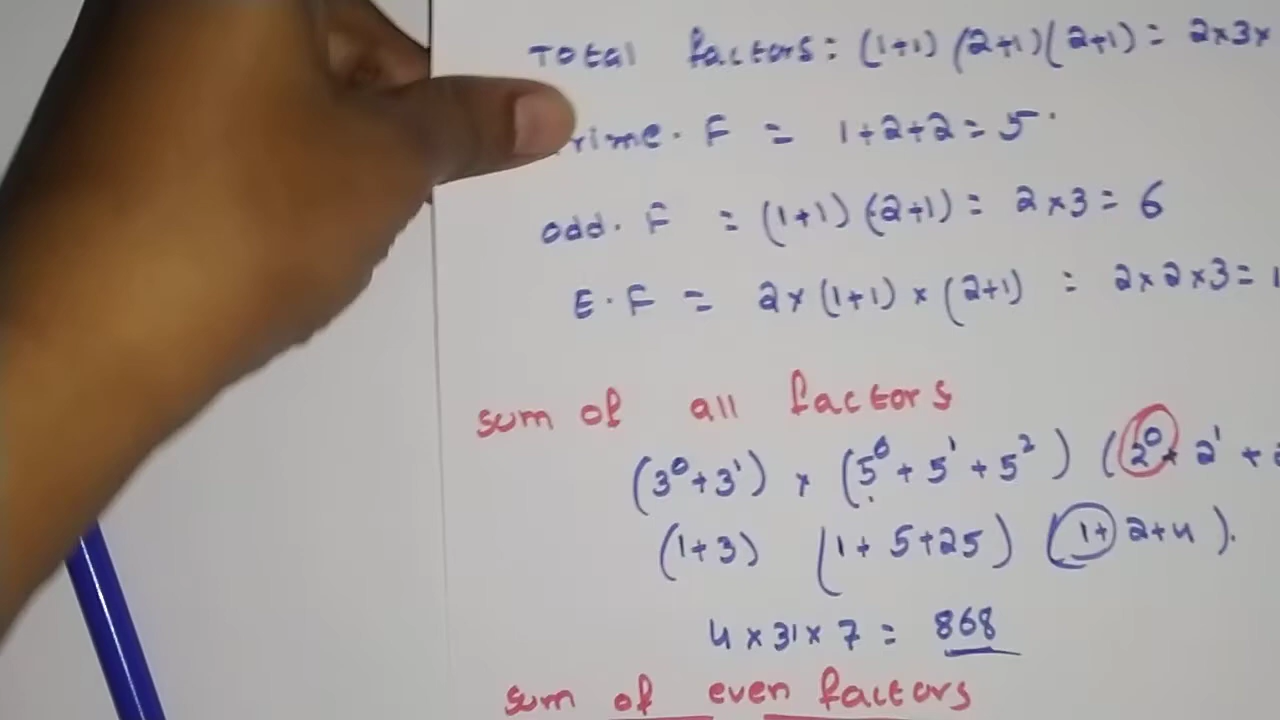 Total factors = (1+1) (2+1) (2+1) = 2×3×
rime. F = 1+2+2 = 5
odd. F = (1+1) (2+1) = 2×3 = 6
E.F = 2×(1+1)×(2+1) = 2×2×3 = 1
sum of all factors
(3⁰+3¹) × (5⁰+5¹+5²) (2⁰+2¹+
(1+3) (1+5+25) (1+2+4).
4×31×7 = 868
sum of even factors